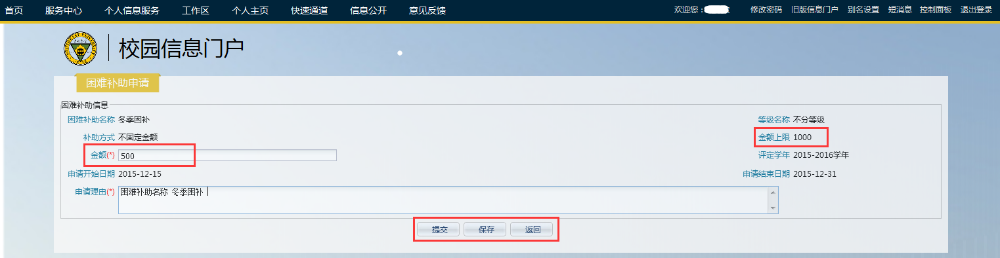 首页 服务中心 个人信息服务 工作区 个人主页 快速通道 信息公开 意见反馈 欢迎您 : 修改密码 旧版信息门户 别名设置 短消息 控制面板 退出登录
校园信息门户
困难补助申请
困难补助信息
困难补助名称 冬季困补 等级名称 不分等级
补助方式 不固定金额 金额上限 1000
金额(*) 500 评定学年 2015-2016学年
申请开始日期 2015-12-15 申请结束日期 2015-12-31
申请理由(*) 困难补助名称 冬季困补
提交 保存 返回